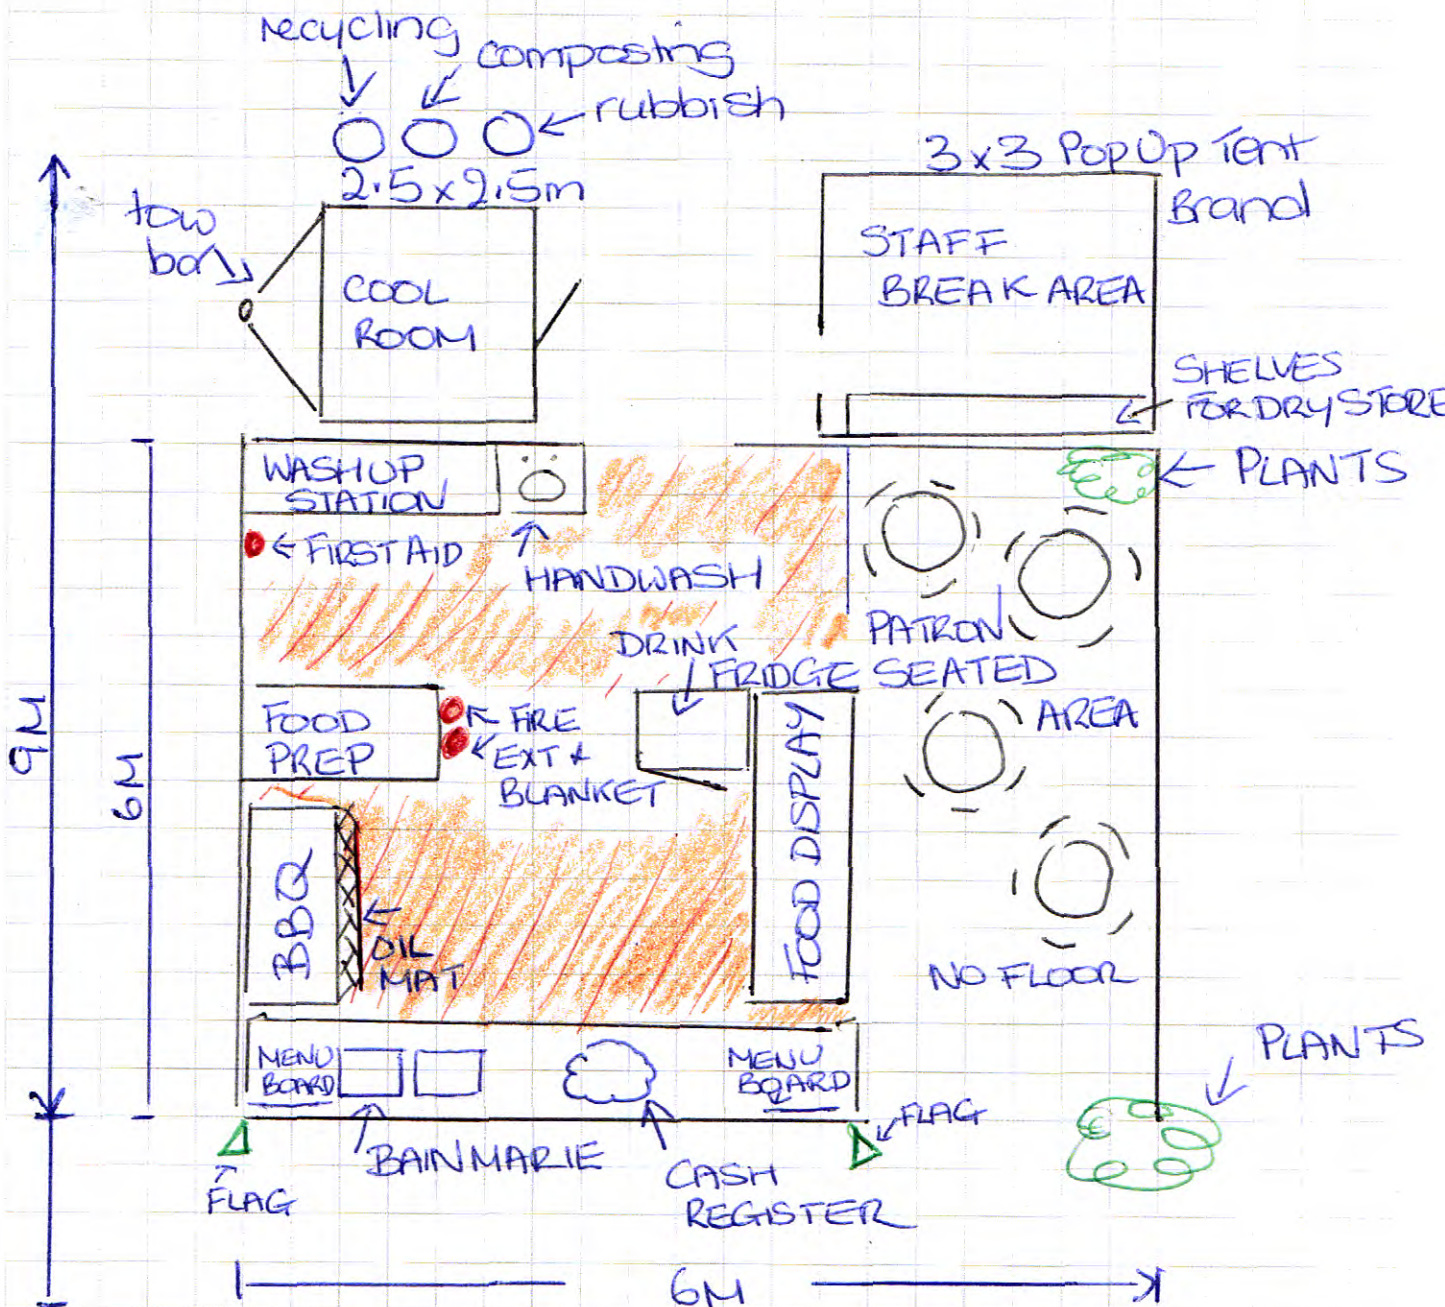 recycling
composting
rubbish
2.5 x 2.5m
3x3 Pop Up Tent
Brand
tow
bar
COOL
ROOM
STAFF
BREAK AREA
SHELVES
FOR DRY STORE
WASHUP
STATION
PLANTS
FIRST AID
HANDWASH
PATRON
SEATED
AREA
DRINK
FRIDGE
FOOD
PREP
FIRE
EXT &
BLANKET
FOOD DISPLAY
9M
6M
BBQ
OIL
MAT
NO FLOOR
MENU
BOARD
MENU
BOARD
PLANTS
FLAG
BAINMARIE
CASH
REGISTER
FLAG
6M